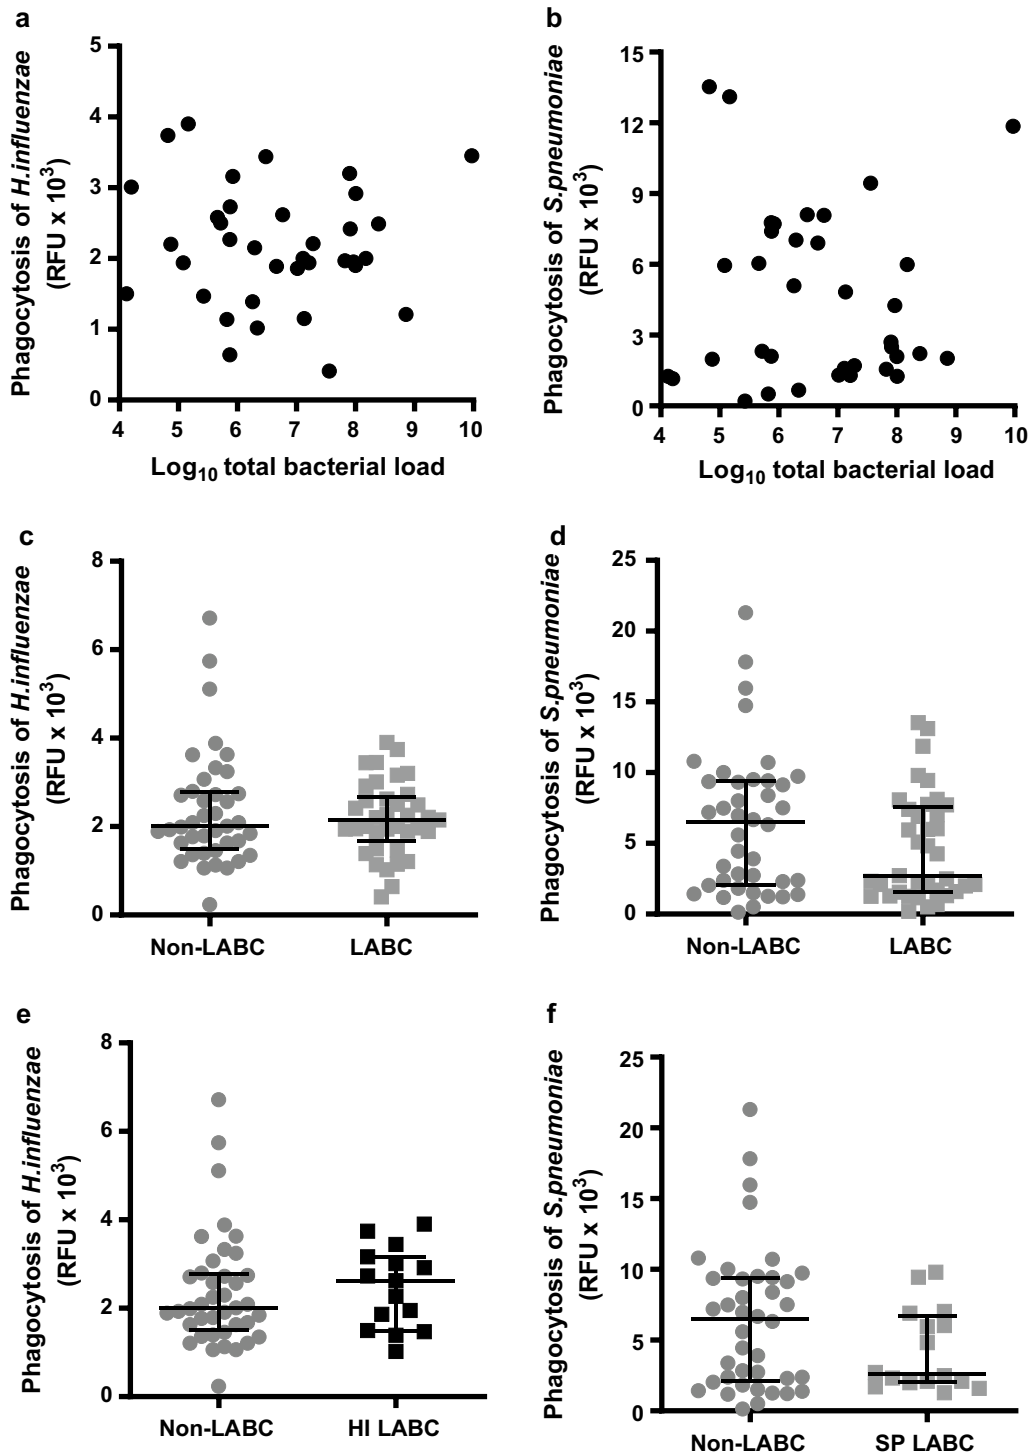 a
Phagocytosis of H.influenzae
(RFU x 10³)
5
4
3
2
1
0
4 5 6 7 8 9 10
Log₁₀ total bacterial load
b
Phagocytosis of S.pneumoniae
(RFU x 10³)
15
12
9
6
3
0
4 5 6 7 8 9 10
Log₁₀ total bacterial load
c
Phagocytosis of H.influenzae
(RFU x 10³)
8
6
4
2
0
Non-LABC LABC
d
Phagocytosis of S.pneumoniae
(RFU x 10³)
25
20
15
10
5
0
Non-LABC LABC
e
Phagocytosis of H.influenzae
(RFU x 10³)
8
6
4
2
0
Non-LABC HI LABC
f
Phagocytosis of S.pneumoniae
(RFU x 10³)
25
20
15
10
5
0
Non-LABC SP LABC